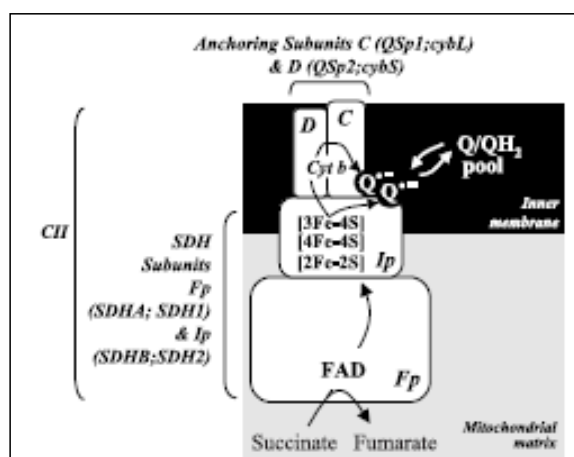 Anchoring Subunits C (QSp1;cybL)
& D (QSp2;cybS)
D
C
Cyt b
Q•−
Q•−
Q/QH₂
pool
Inner
membrane
CII
SDH
Subunits
Fp
(SDHA; SDH1)
& Ip
(SDHB;SDH2)
[3Fe-4S]
[4Fe-4S]
[2Fe-2S]
Ip
FAD
Fp
Succinate Fumarate
Mitochondrial
matrix